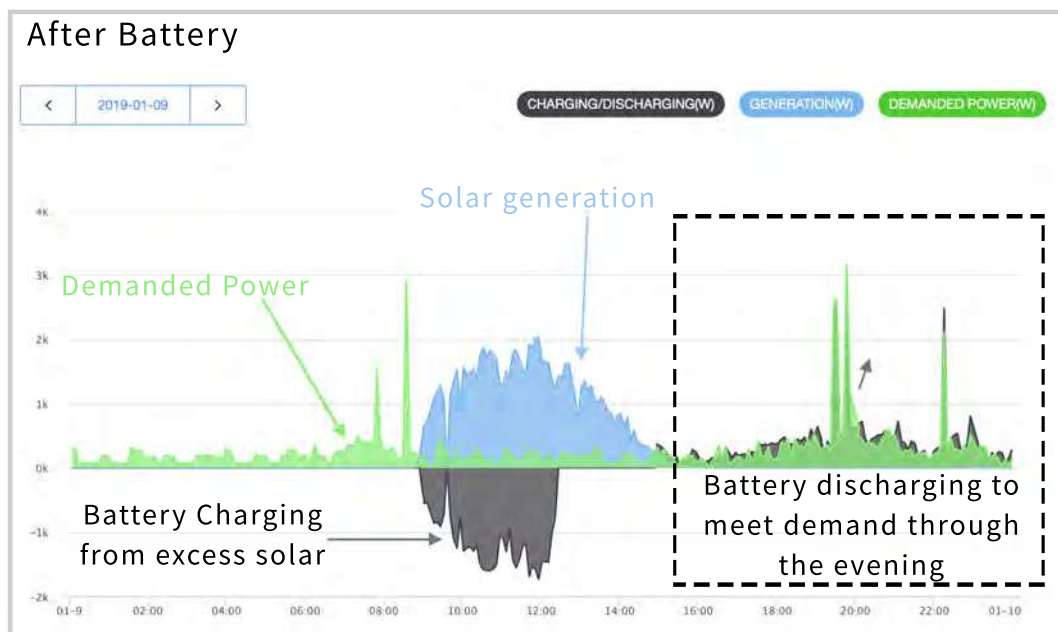 After Battery
< 2019-01-09 >
CHARGING/DISCHARGING(W) GENERATION(W) DEMANDED POWER(W)
Solar generation
4k
3k
Demanded Power
2k
1k
0k
Battery discharging to
meet demand through
the evening
Battery Charging
from excess solar
-1k
-2k
01-9 02:00 04:00 06:00 08:00 10:00 12:00 14:00 16:00 18:00 20:00 22:00 01-10